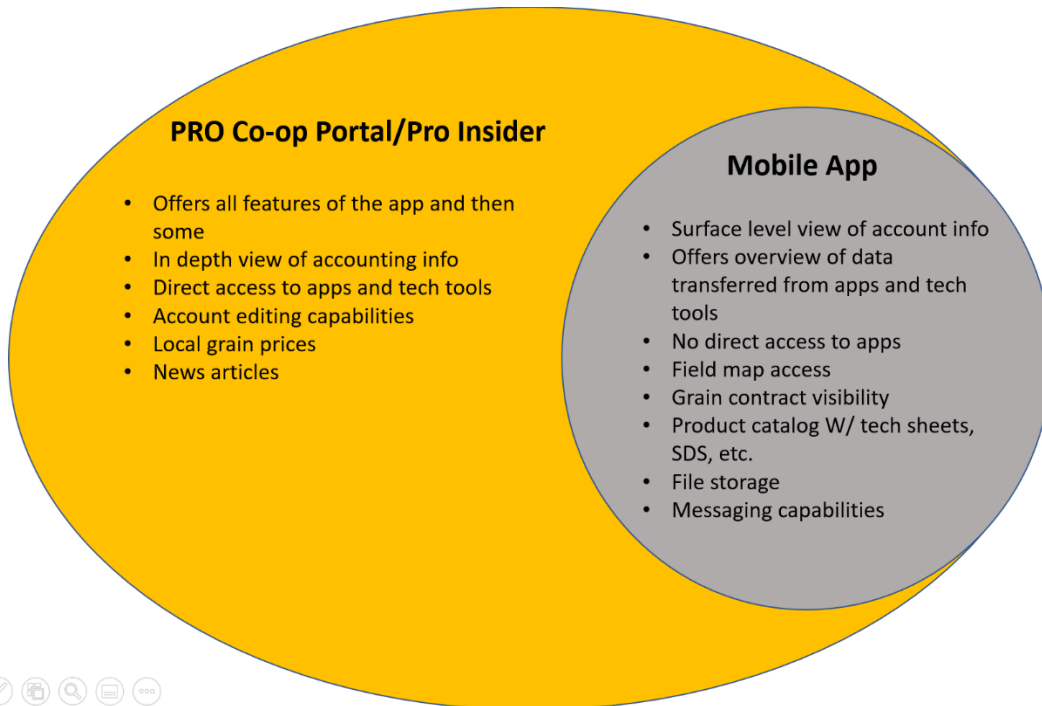 PRO Co-op Portal/Pro Insider
• Offers all features of the app and then
some
• In depth view of accounting info
• Direct access to apps and tech tools
• Account editing capabilities
• Local grain prices
• News articles
Mobile App
• Surface level view of account info
• Offers overview of data
transferred from apps and tech
tools
• No direct access to apps
• Field map access
• Grain contract visibility
• Product catalog W/ tech sheets,
SDS, etc.
• File storage
• Messaging capabilities